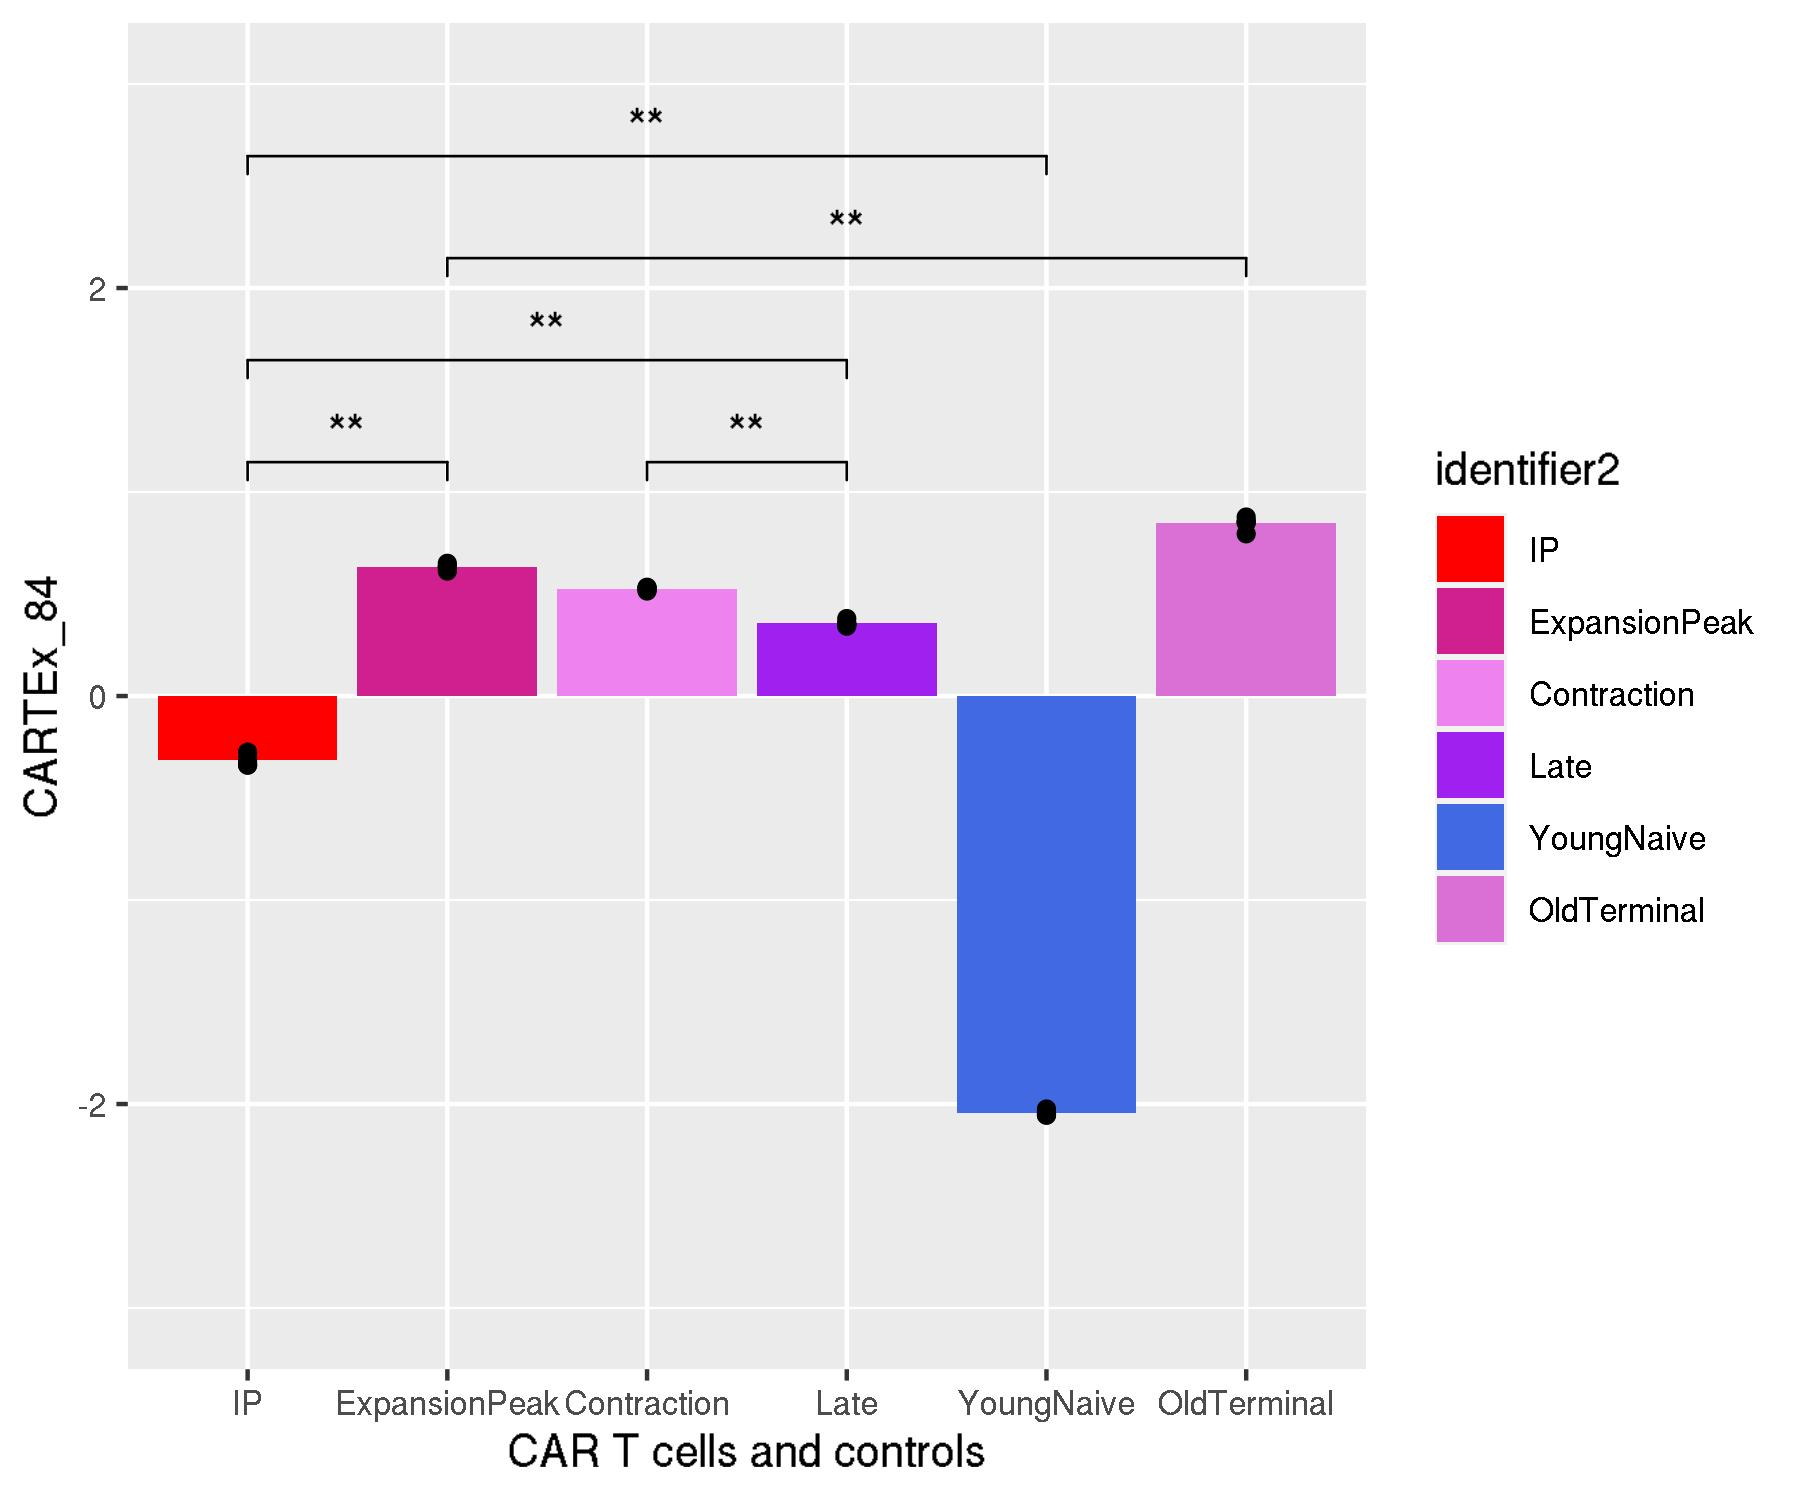 **
**
**
** **
2
0
-2
CARTEx_84
IP ExpansionPeak Contraction Late YoungNaive OldTerminal
CAR T cells and controls
identifier2
IP
ExpansionPeak
Contraction
Late
YoungNaive
OldTerminal